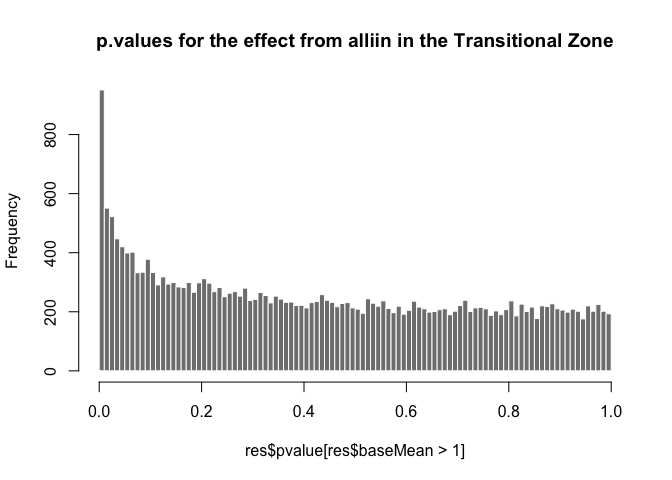 p.values for the effect from alliin in the Transitional Zone
Frequency
800
600
400
200
0
0.0 0.2 0.4 0.6 0.8 1.0
res$pvalue[res$baseMean > 1]